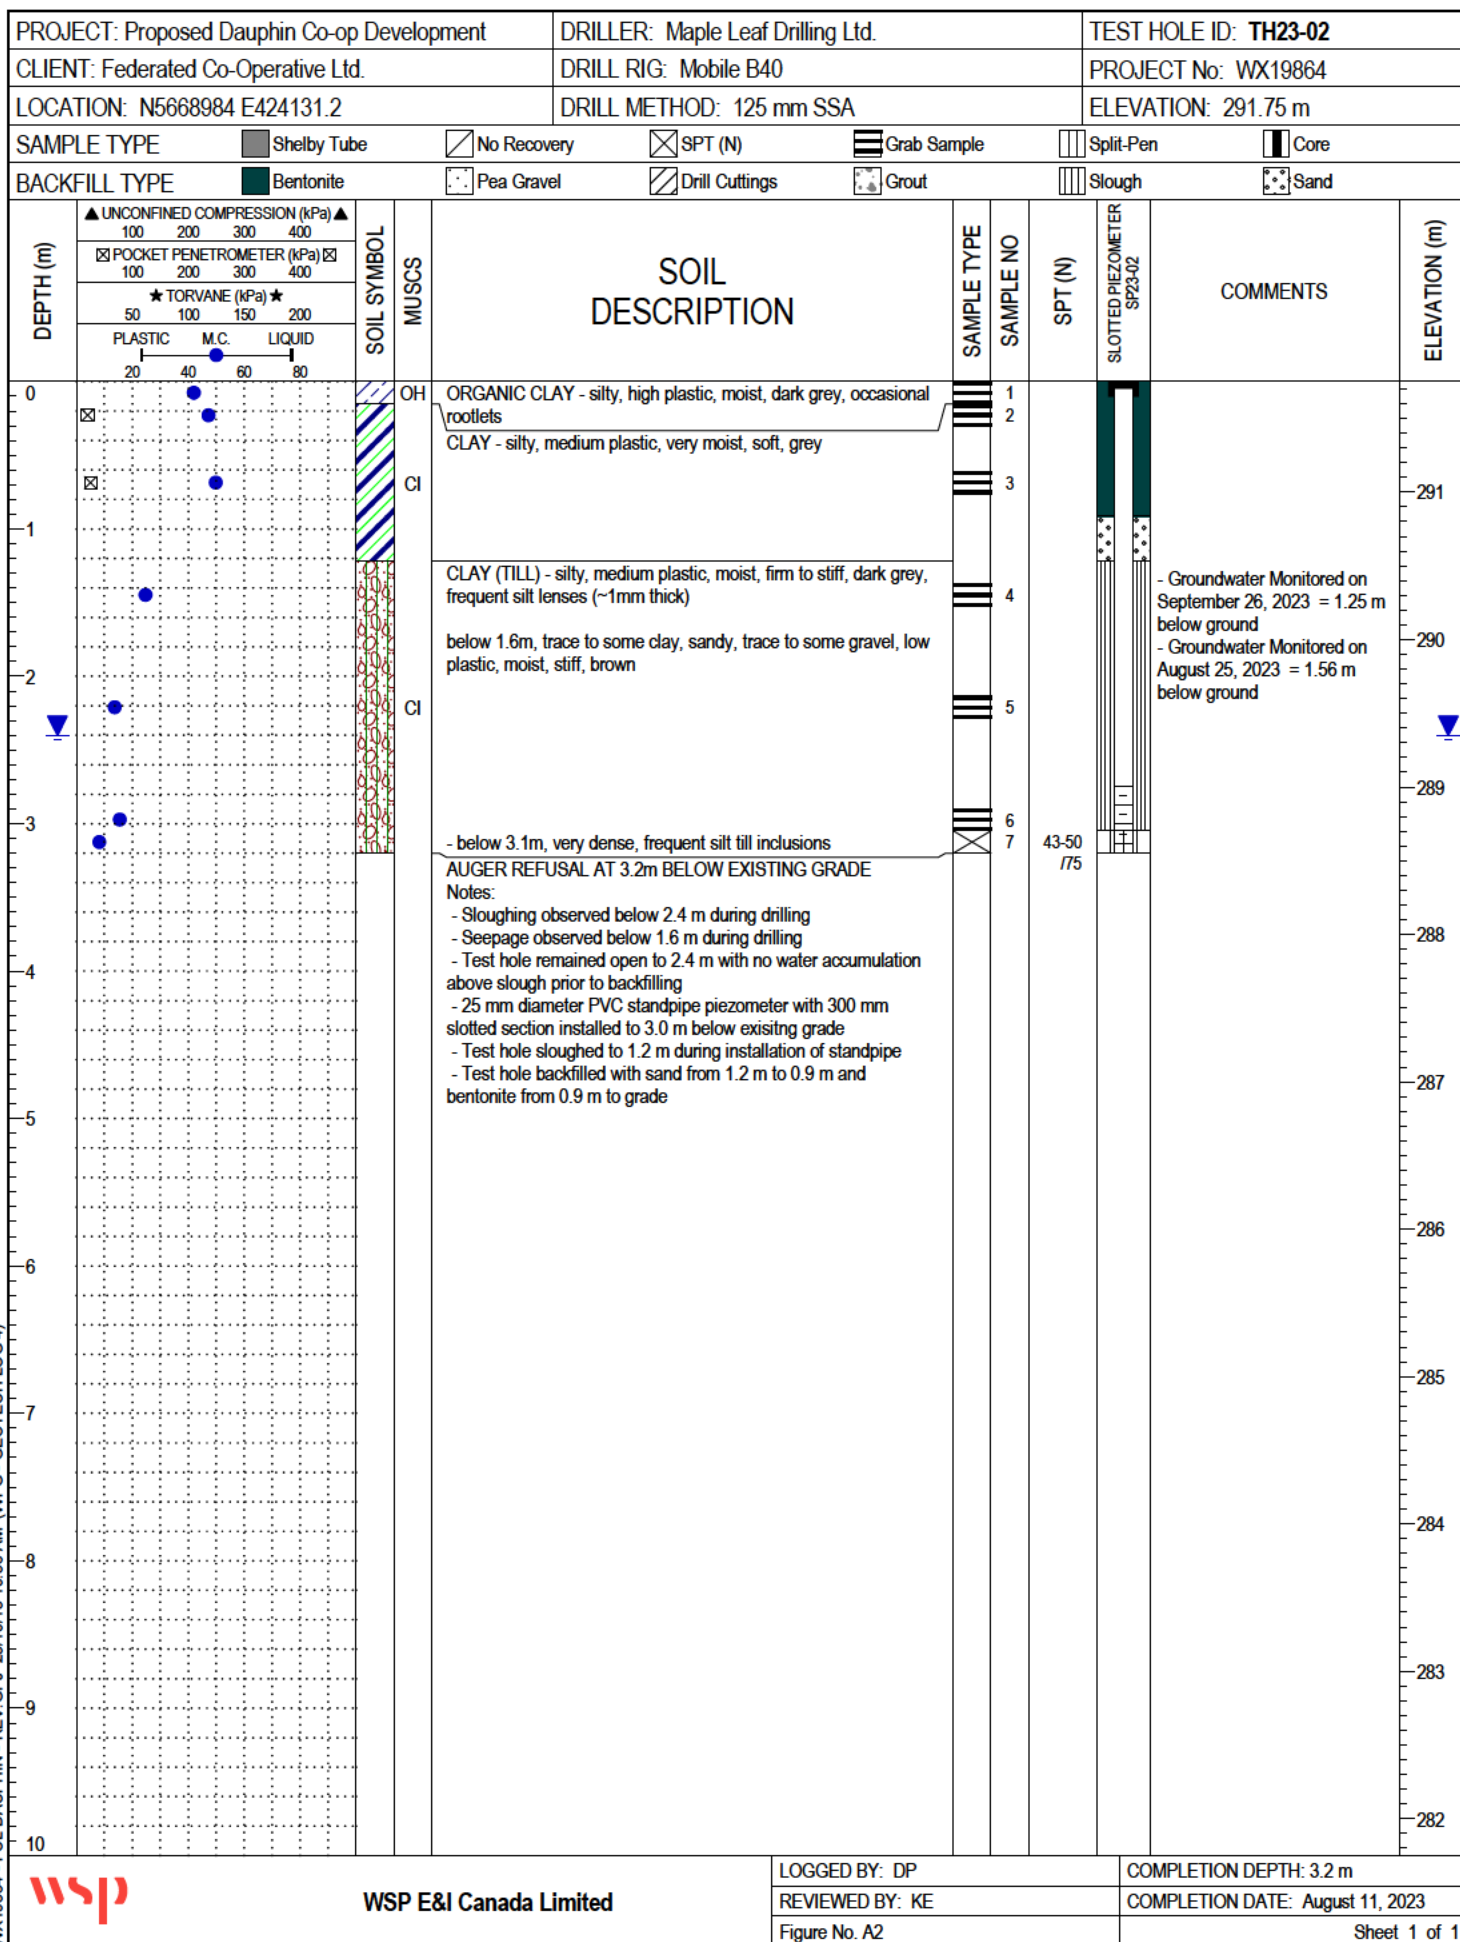 PROJECT: Proposed Dauphin Co-op Development
DRILLER: Maple Leaf Drilling Ltd.
TEST HOLE ID: TH23-02
CLIENT: Federated Co-Operative Ltd.
DRILL RIG: Mobile B40
PROJECT No: WX19864
LOCATION: N5668984 E424131.2
DRILL METHOD: 125 mm SSA
ELEVATION: 291.75 m
SAMPLE TYPE
Shelby Tube
No Recovery
SPT (N)
Grab Sample
Split-Pen
Core
BACKFILL TYPE
Bentonite
Pea Gravel
Drill Cuttings
Grout
Slough
Sand
DEPTH (m)
▲ UNCONFINED COMPRESSION (kPa) ▲
100 200 300 400
☒ POCKET PENETROMETER (kPa) ☒
100 200 300 400
★ TORVANE (kPa) ★
50 100 150 200
PLASTIC M.C. LIQUID
20 40 60 80
SOIL SYMBOL
MUSCS
SOIL
DESCRIPTION
SAMPLE TYPE
SAMPLE NO
SPT (N)
SLOTTED PIEZOMETER
SP23-02
COMMENTS
ELEVATION (m)
0
1
2
3
4
5
6
7
8
9
10
OH
CI
CI
ORGANIC CLAY - silty, high plastic, moist, dark grey, occasional
rootlets
CLAY - silty, medium plastic, very moist, soft, grey
CLAY (TILL) - silty, medium plastic, moist, firm to stiff, dark grey,
frequent silt lenses (~1mm thick)
below 1.6m, trace to some clay, sandy, trace to some gravel, low
plastic, moist, stiff, brown
- below 3.1m, very dense, frequent silt till inclusions
AUGER REFUSAL AT 3.2m BELOW EXISTING GRADE
Notes:
- Sloughing observed below 2.4 m during drilling
- Seepage observed below 1.6 m during drilling
- Test hole remained open to 2.4 m with no water accumulation
above slough prior to backfilling
- 25 mm diameter PVC standpipe piezometer with 300 mm
slotted section installed to 3.0 m below exisitng grade
- Test hole sloughed to 1.2 m during installation of standpipe
- Test hole backfilled with sand from 1.2 m to 0.9 m and
bentonite from 0.9 m to grade
1
2
3
4
5
6
7
43-50
/75
- Groundwater Monitored on
September 26, 2023 = 1.25 m
below ground
- Groundwater Monitored on
August 25, 2023 = 1.56 m
below ground
291
290
289
288
287
286
285
284
283
282
wsp
WSP E&I Canada Limited
LOGGED BY: DP
COMPLETION DEPTH: 3.2 m
REVIEWED BY: KE
COMPLETION DATE: August 11, 2023
Figure No. A2
Sheet 1 of 1